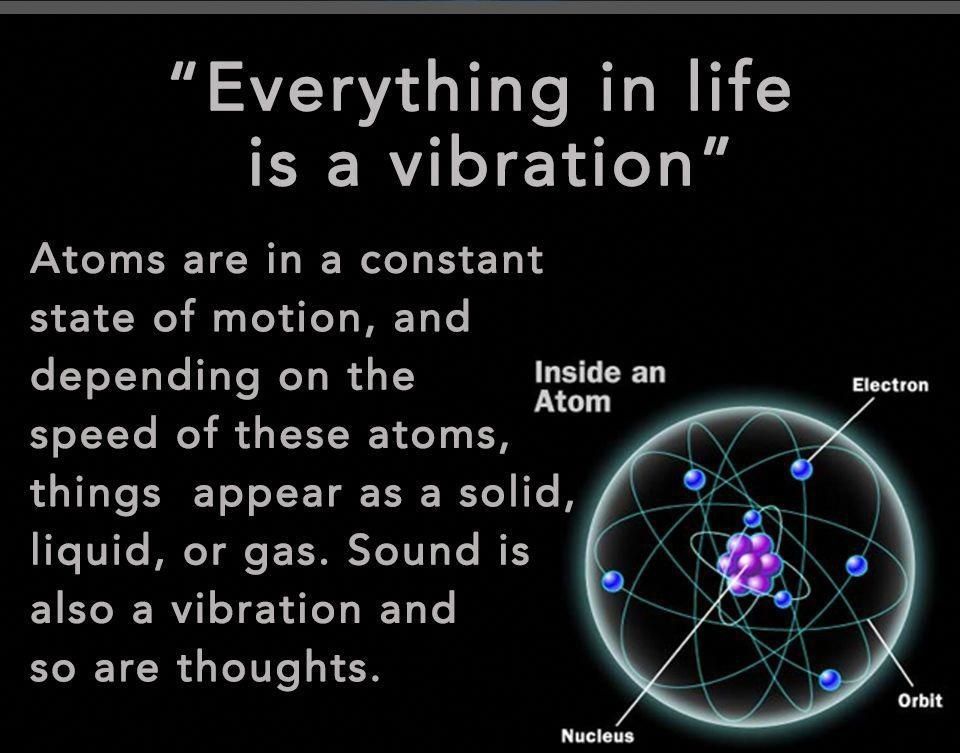 “Everything in life
is a vibration”
Atoms are in a constant
state of motion, and
depending on the
speed of these atoms,
things appear as a solid,
liquid, or gas. Sound is
also a vibration and
so are thoughts.
Inside an
Atom
Electron
Orbit
Nucleus